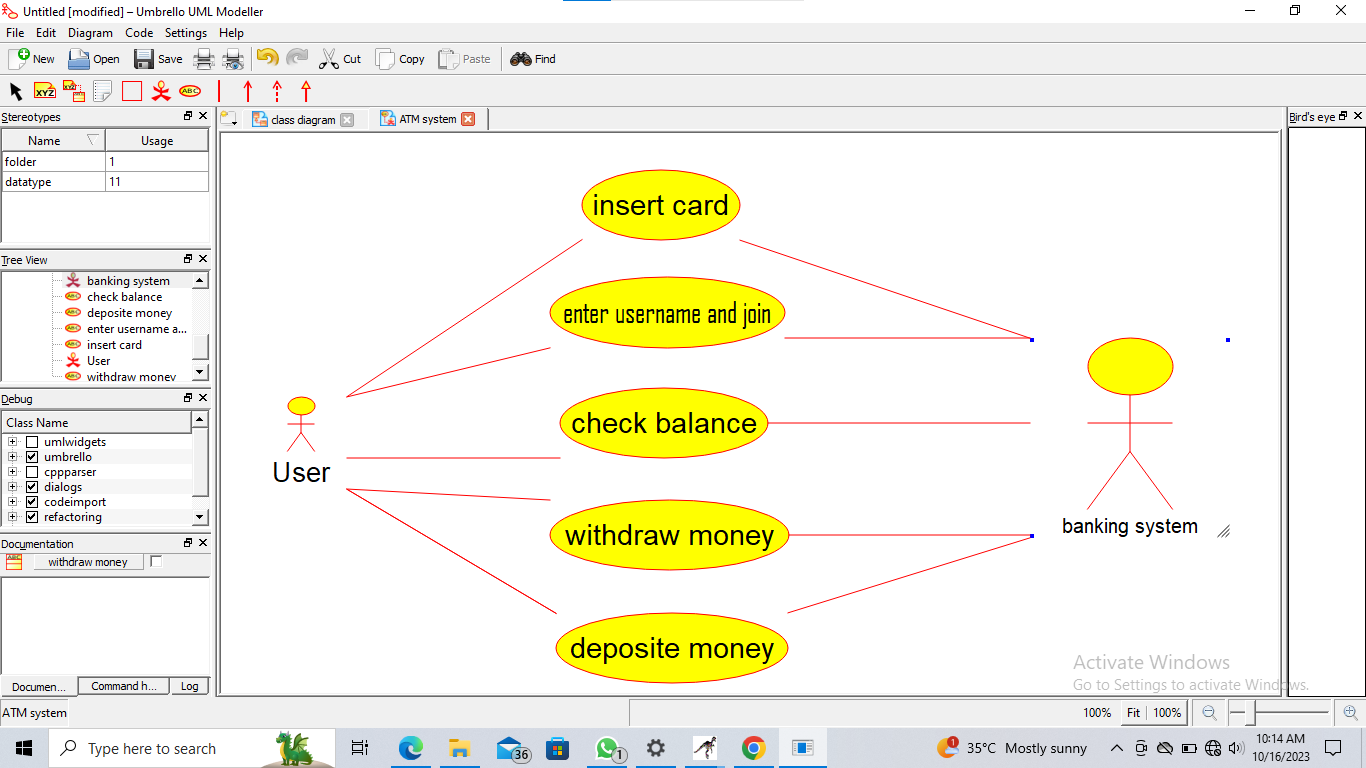 Untitled [modified] – Umbrello UML Modeller
File Edit Diagram Code Settings Help
New Open Save Cut Copy Paste Find
XYZ XYZ ABC
Stereotypes
Name Usage
folder 1
datatype 11
Tree View
banking system
check balance
deposite money
enter username a...
insert card
User
withdraw money
Debug
Class Name
umlwidgets
umbrello
cppparser
dialogs
codeimport
refactoring
Documentation
withdraw money
Documen... Command h... Log
class diagram ATM system
insert card
enter username and join
check balance
User
withdraw money
banking system
deposite money
Bird's eye
Activate Windows
Go to Settings to activate Windows.
ATM system
100% Fit 100%
Type here to search
36
1
1
35°C Mostly sunny
10:14 AM
10/16/2023